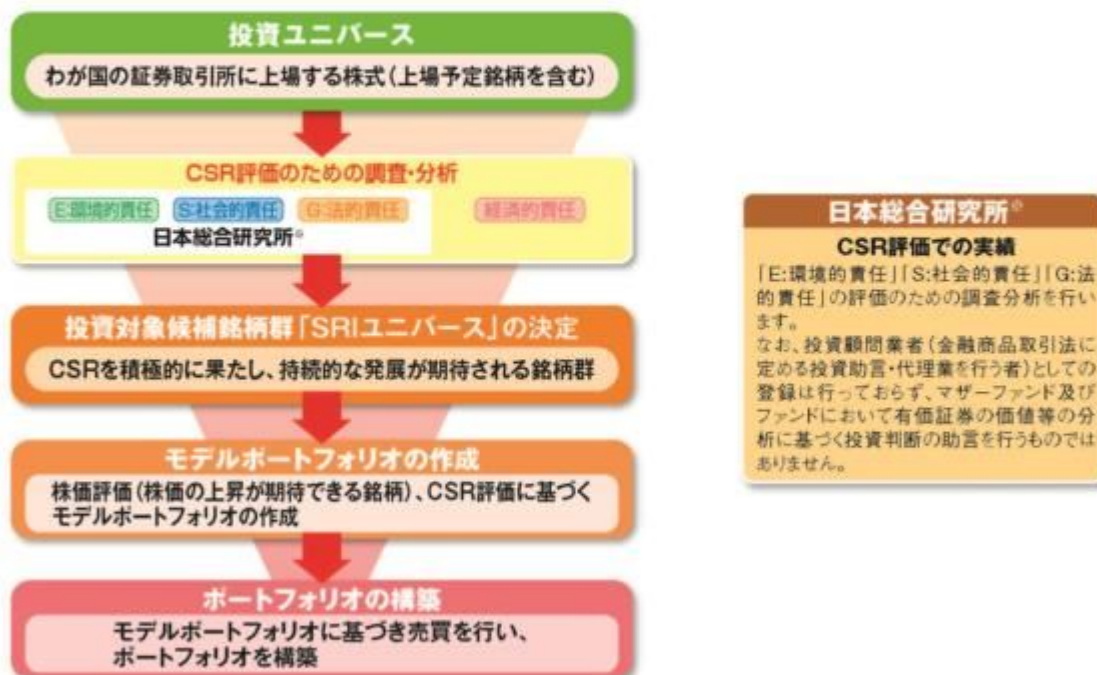 投資ユニバース
わが国の証券取引所に上場する株式(上場予定銘柄を含む)
CSR評価のための調査・分析
E:環境的責任 S:社会的責任 G:法的責任 経済的責任
日本総合研究所※
投資対象候補銘柄群「SRIユニバース」の決定
CSRを積極的に果たし、持続的な発展が期待される銘柄群
モデルポートフォリオの作成
株価評価(株価の上昇が期待できる銘柄)、CSR評価に基づく
モデルポートフォリオの作成
ポートフォリオの構築
モデルポートフォリオに基づき売買を行い、
ポートフォリオを構築
日本総合研究所※
CSR評価での実績
「E:環境的責任」「S:社会的責任」「G:法
的責任」の評価のための調査分析を行い
ます。
なお、投資顧問業者(金融商品取引法に
定める投資助言・代理業を行う者)としての
登録は行っておらず、マザーファンド及び
ファンドにおいて有価証券の価値等の分
析に基づく投資判断の助言を行うものでは
ありません。